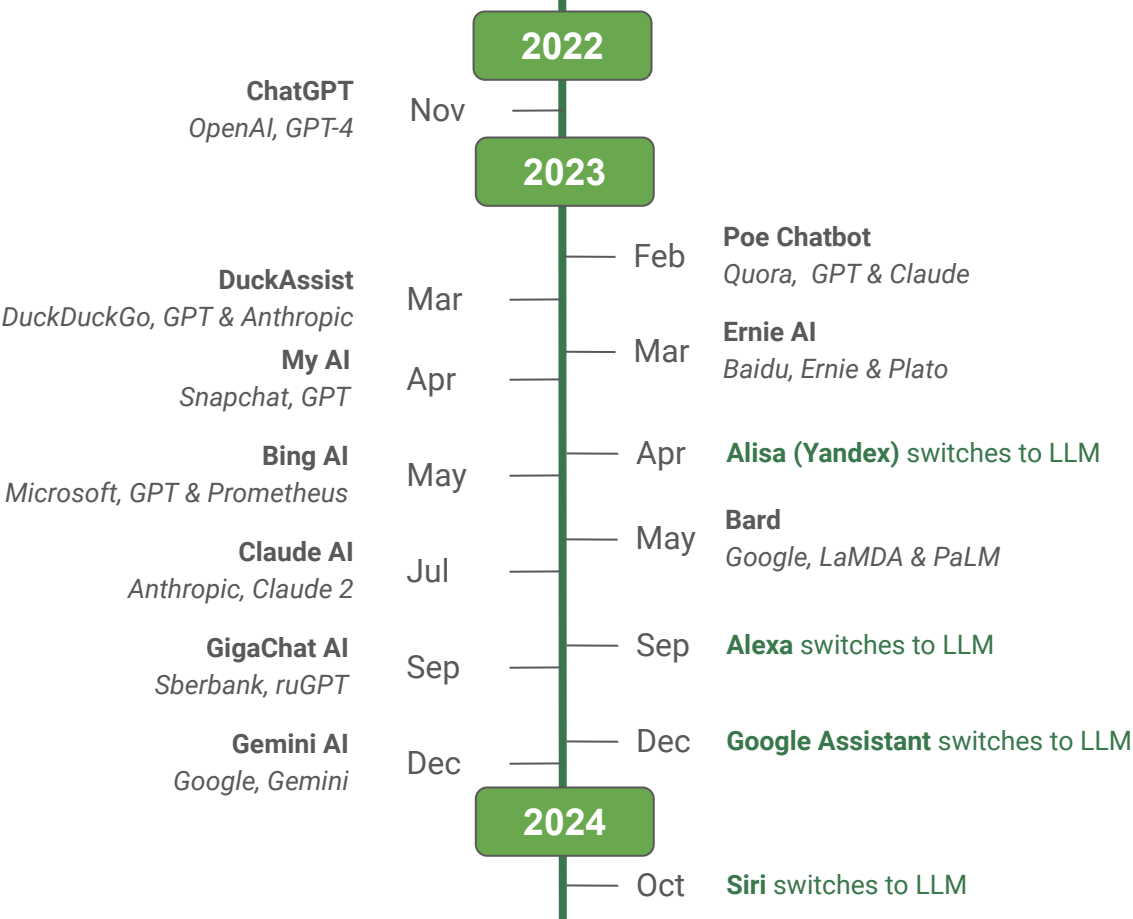 2022
ChatGPT
OpenAI, GPT-4
Nov
2023
Feb
Poe Chatbot
Quora, GPT & Claude
DuckAssist
DuckDuckGo, GPT & Anthropic
Mar
Mar
Ernie AI
Baidu, Ernie & Plato
My AI
Snapchat, GPT
Apr
Apr
Alisa (Yandex) switches to LLM
Bing AI
Microsoft, GPT & Prometheus
May
May
Bard
Google, LaMDA & PaLM
Claude AI
Anthropic, Claude 2
Jul
Sep
Alexa switches to LLM
GigaChat AI
Sberbank, ruGPT
Sep
Dec
Google Assistant switches to LLM
Gemini AI
Google, Gemini
Dec
2024
Oct
Siri switches to LLM